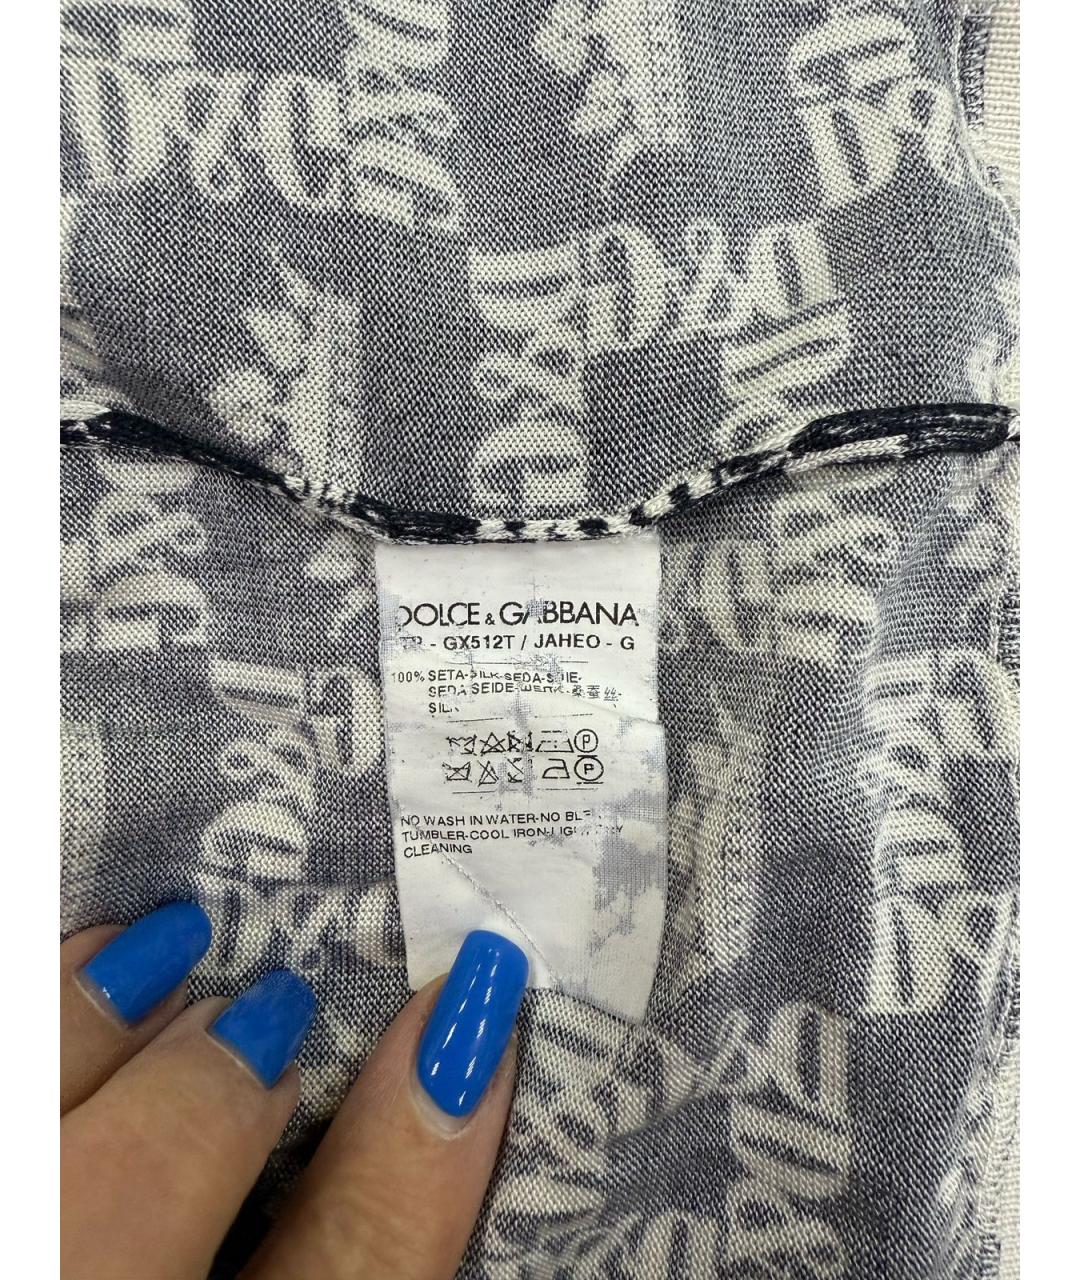 DOLCE & GABBANA
- GX512T / JAHEO - G
100% SETA-SILK-SEDA-SOIE-
SEDA SEIDE-
SILK
P
P
NO WASH IN WATER-NO
TUMBLER-COOL IRON-
CLEANING